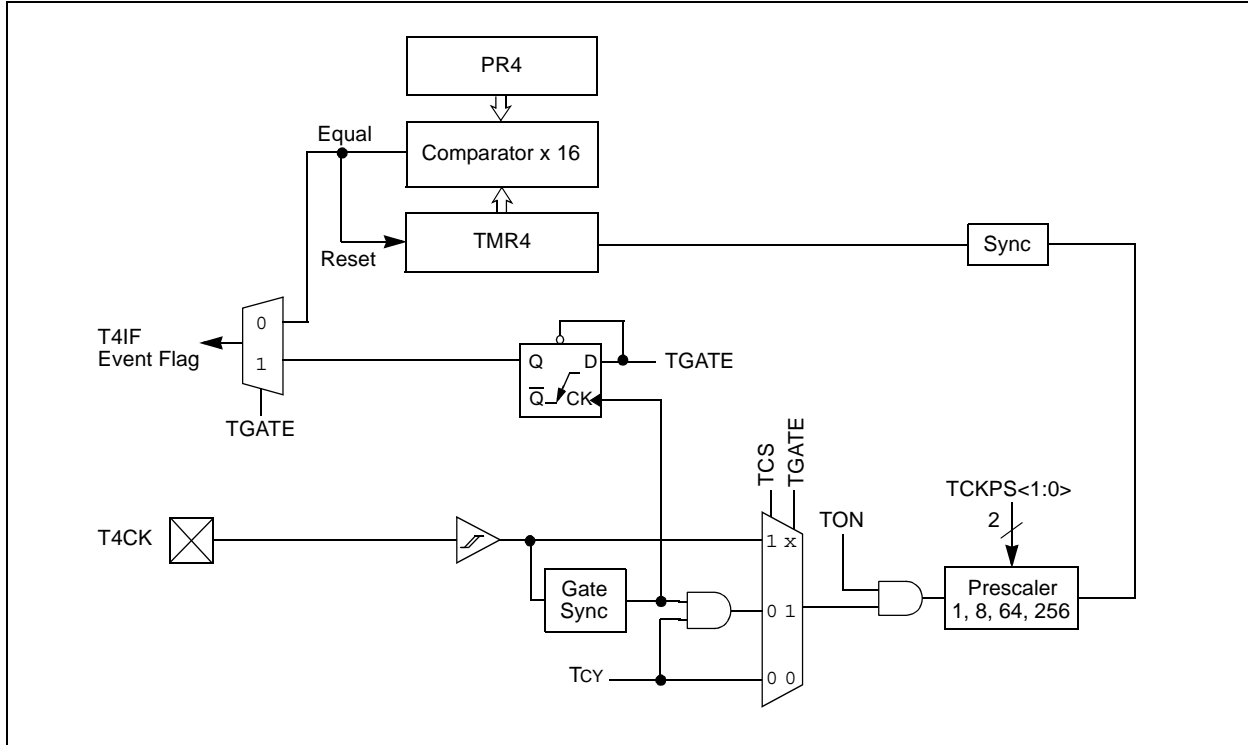 PR4
Equal
Comparator x 16
TMR4
Sync
Reset
T4IF
Event Flag
0
1
Q
D
TGATE
Q
CK
TGATE
TCS
TGATE
TCKPS<1:0>
2
TON
T4CK
1 x
Gate
Sync
0 1
Prescaler
1, 8, 64, 256
TCY
0 0